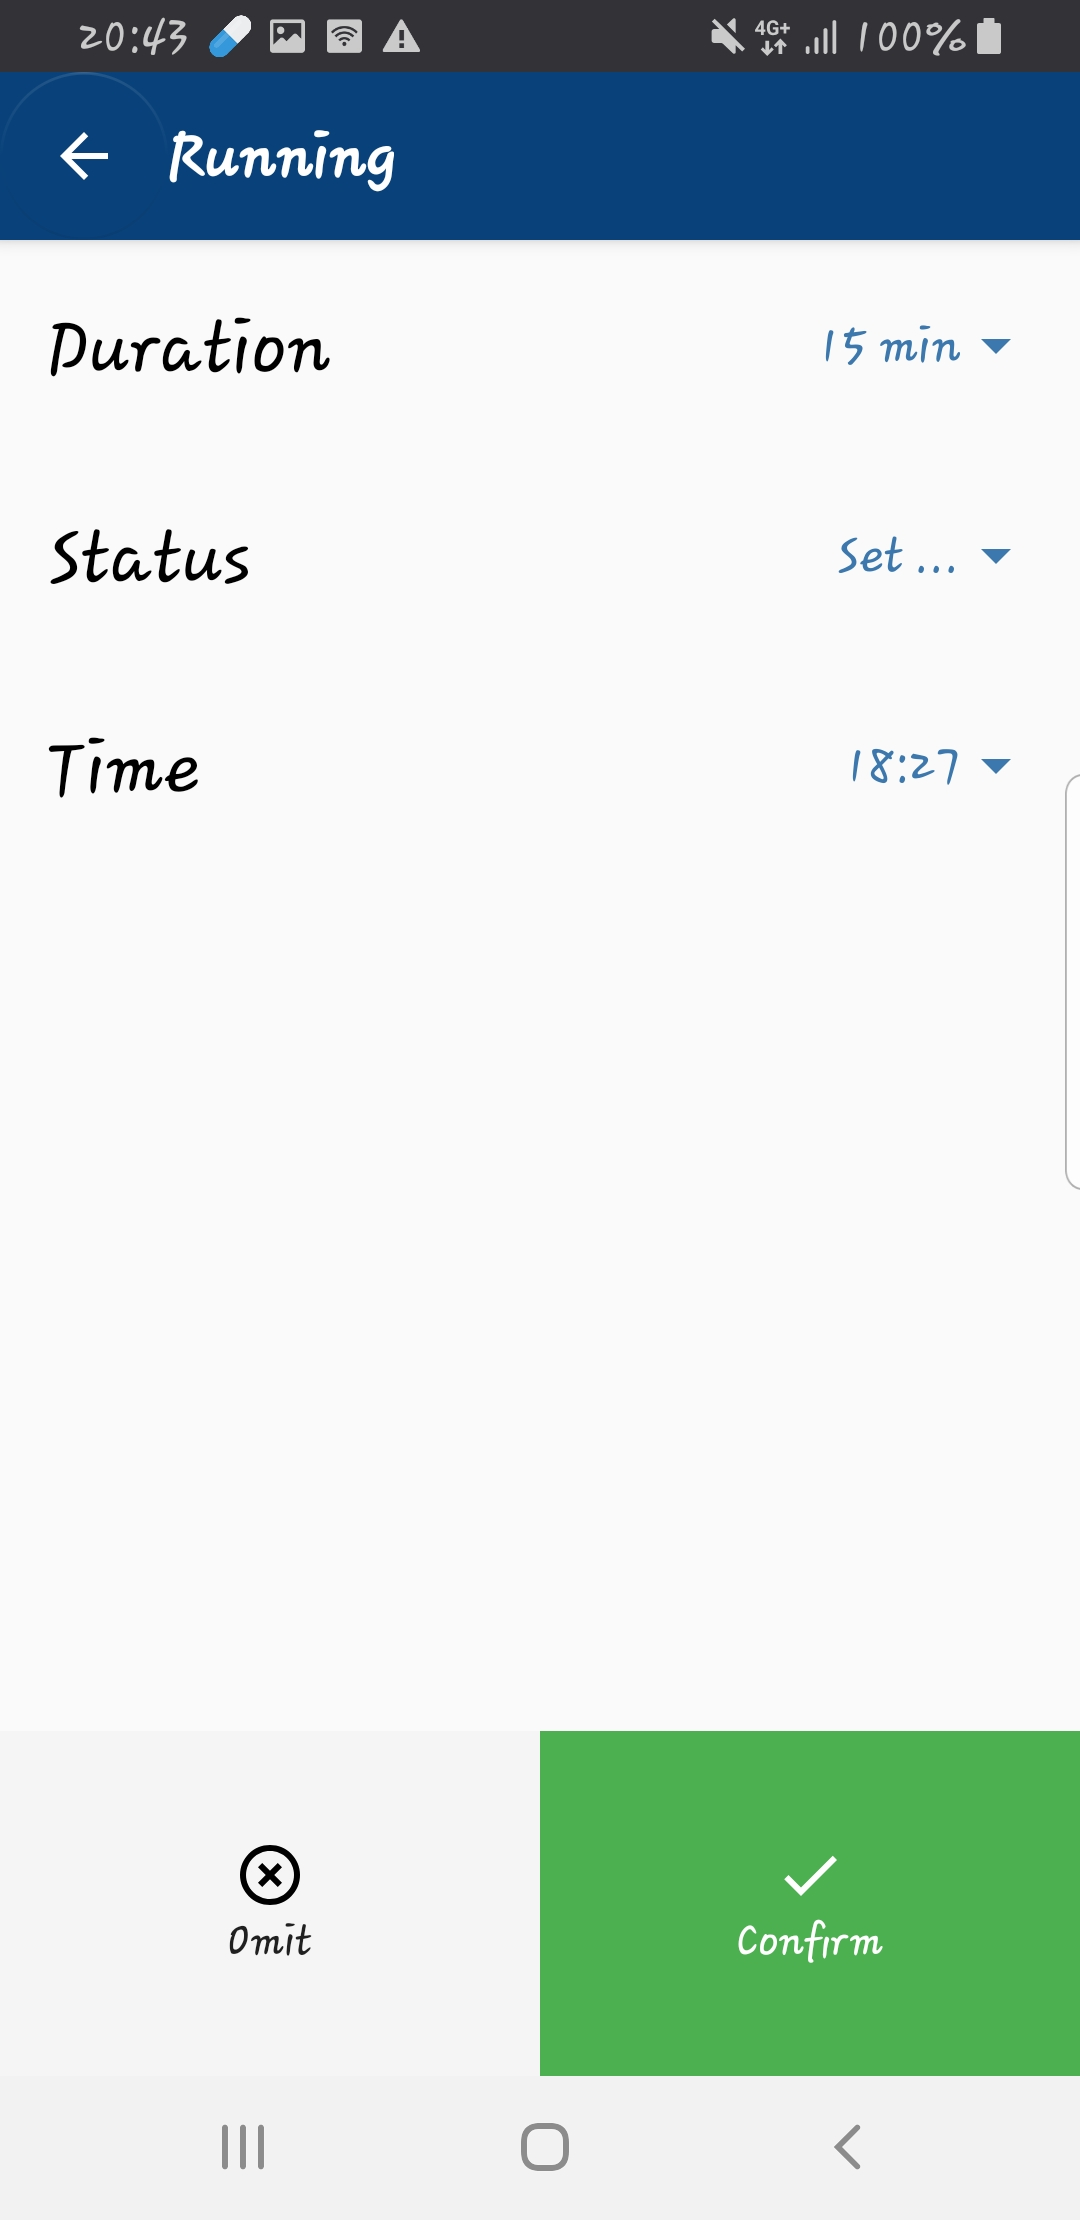 20:43 4G+ 100%
Running
Duration 15 min
Status Set ...
Time 18:27
Omit Confirm